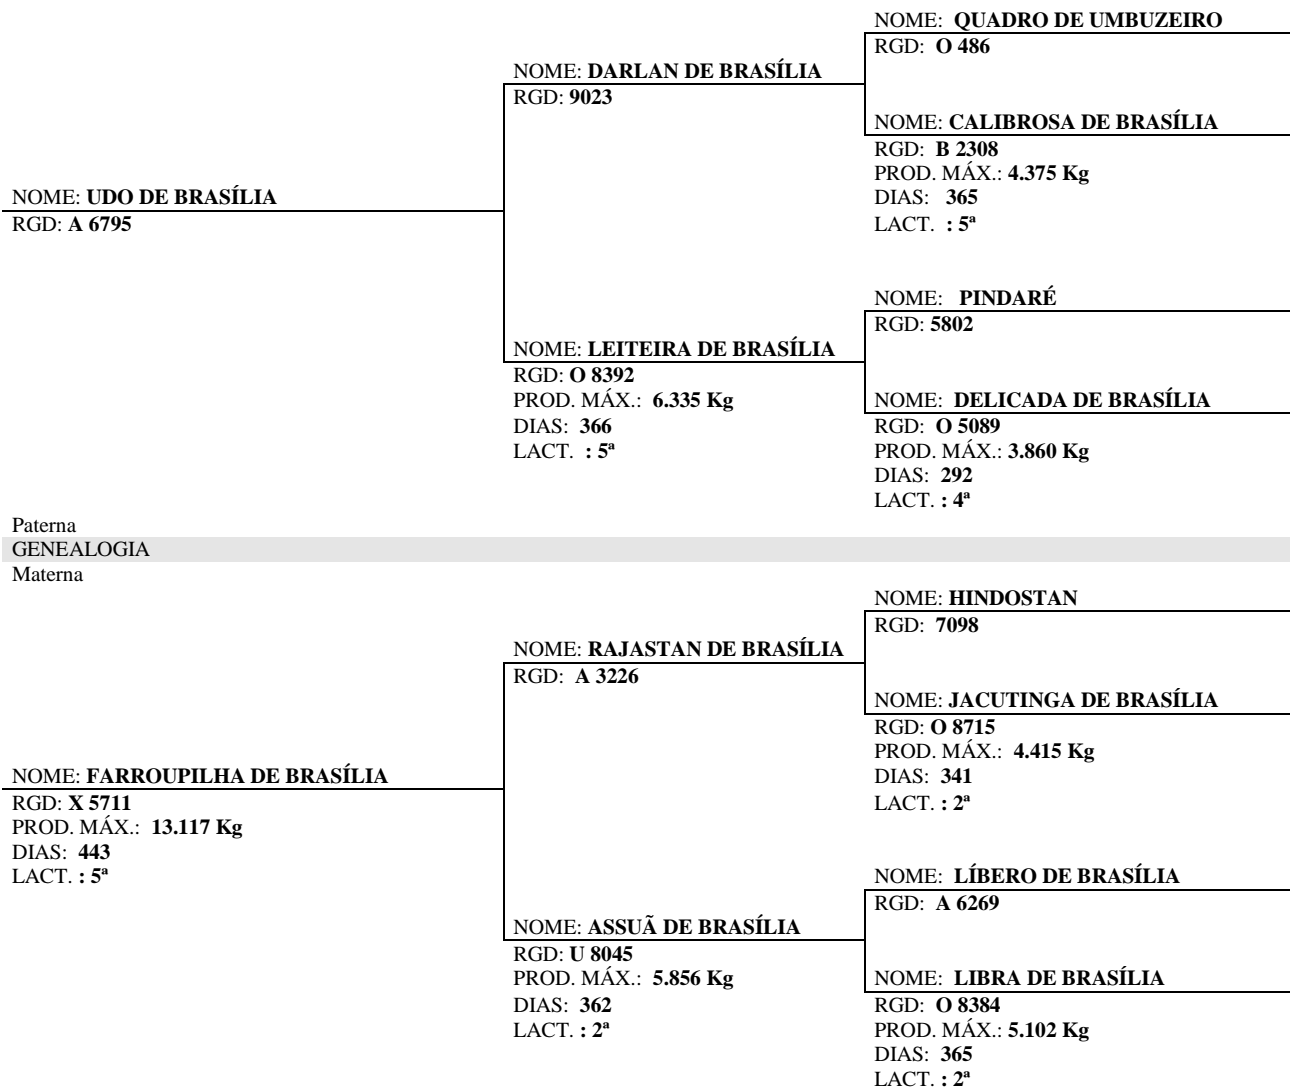 NOME: QUADRO DE UMBUZEIRO
RGD: O 486
NOME: DARLAN DE BRASÍLIA
RGD: 9023
NOME: CALIBROSA DE BRASÍLIA
RGD: B 2308
PROD. MÁX.: 4.375 Kg
DIAS: 365
LACT. : 5ª
NOME: UDO DE BRASÍLIA
RGD: A 6795
NOME: PINDARÉ
RGD: 5802
NOME: LEITEIRA DE BRASÍLIA
RGD: O 8392
PROD. MÁX.: 6.335 Kg
DIAS: 366
LACT. : 5ª
NOME: DELICADA DE BRASÍLIA
RGD: O 5089
PROD. MÁX.: 3.860 Kg
DIAS: 292
LACT. : 4ª
Paterna
GENEALOGIA
Materna
NOME: HINDOSTAN
RGD: 7098
NOME: RAJASTAN DE BRASÍLIA
RGD: A 3226
NOME: JACUTINGA DE BRASÍLIA
RGD: O 8715
PROD. MÁX.: 4.415 Kg
DIAS: 341
LACT. : 2ª
NOME: FARROUPILHA DE BRASÍLIA
RGD: X 5711
PROD. MÁX.: 13.117 Kg
DIAS: 443
LACT. : 5ª
NOME: LÍBERO DE BRASÍLIA
RGD: A 6269
NOME: ASSUÃ DE BRASÍLIA
RGD: U 8045
PROD. MÁX.: 5.856 Kg
DIAS: 362
LACT. : 2ª
NOME: LIBRA DE BRASÍLIA
RGD: O 8384
PROD. MÁX.: 5.102 Kg
DIAS: 365
LACT. : 2ª